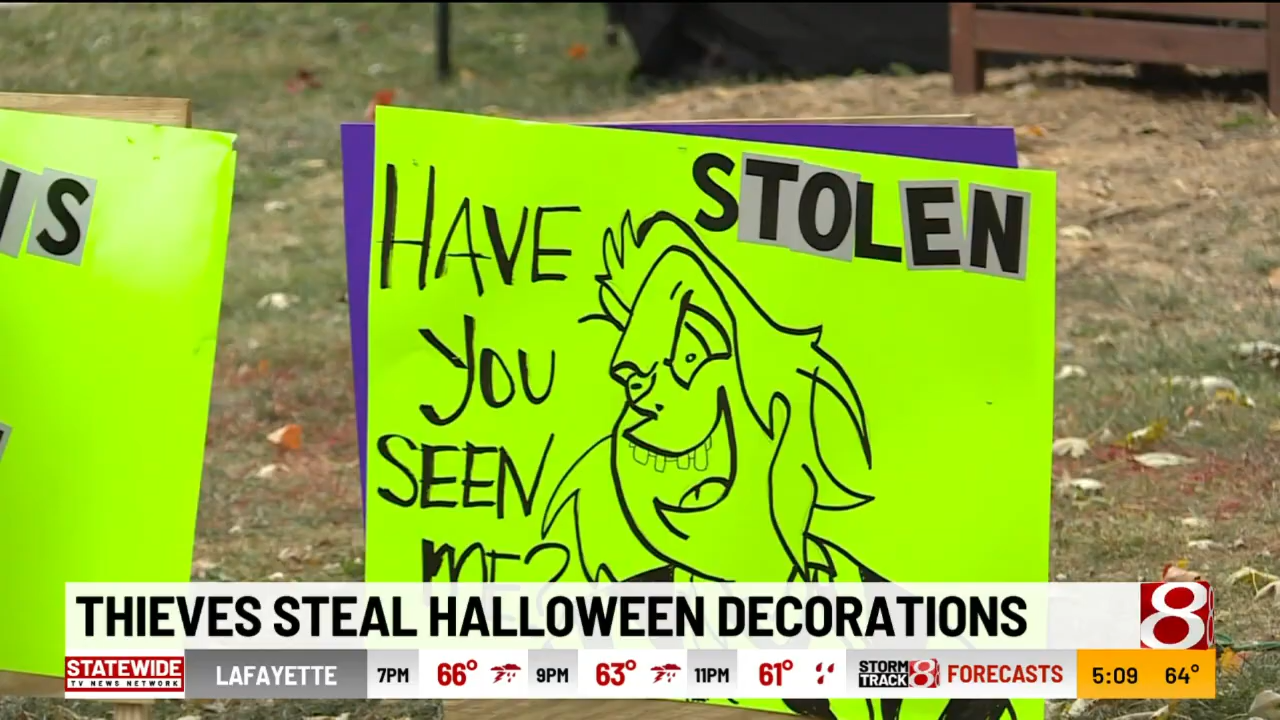 IS
STOLEN
HAVE
YOU
SEEN
ME?
THIEVES STEAL HALLOWEEN DECORATIONS
8
STATEWIDE
TV NEWS NETWORK
LAFAYETTE
7PM 66° 9PM 63° 11PM 61°
STORM
TRACK 8
FORECASTS
5:09 64°